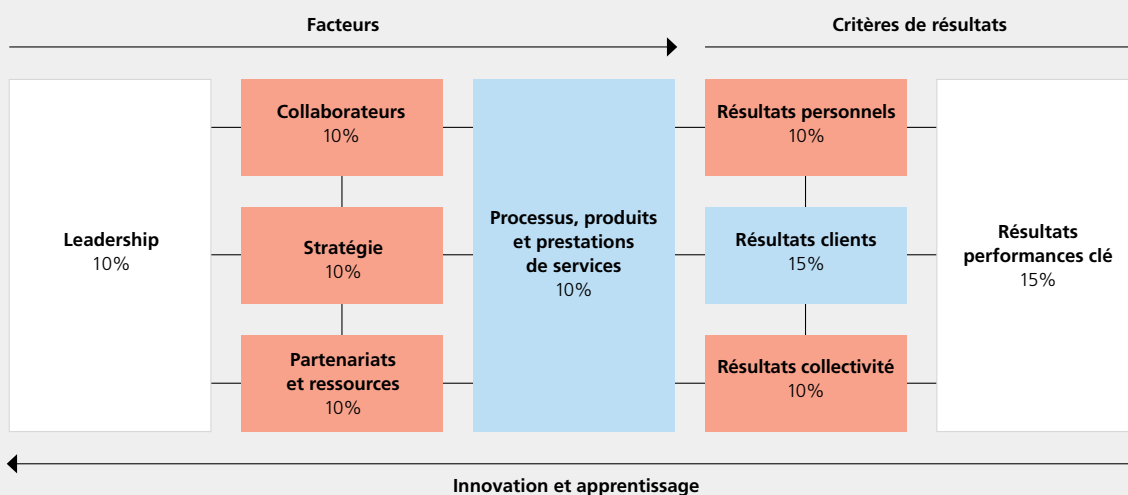 Facteurs
Critères de résultats
Leadership
10%
Collaborateurs
10%
Stratégie
10%
Partenariats
et ressources
10%
Processus, produits
et prestations
de services
10%
Résultats personnels
10%
Résultats clients
15%
Résultats collectivité
10%
Résultats
performances clé
15%
Innovation et apprentissage